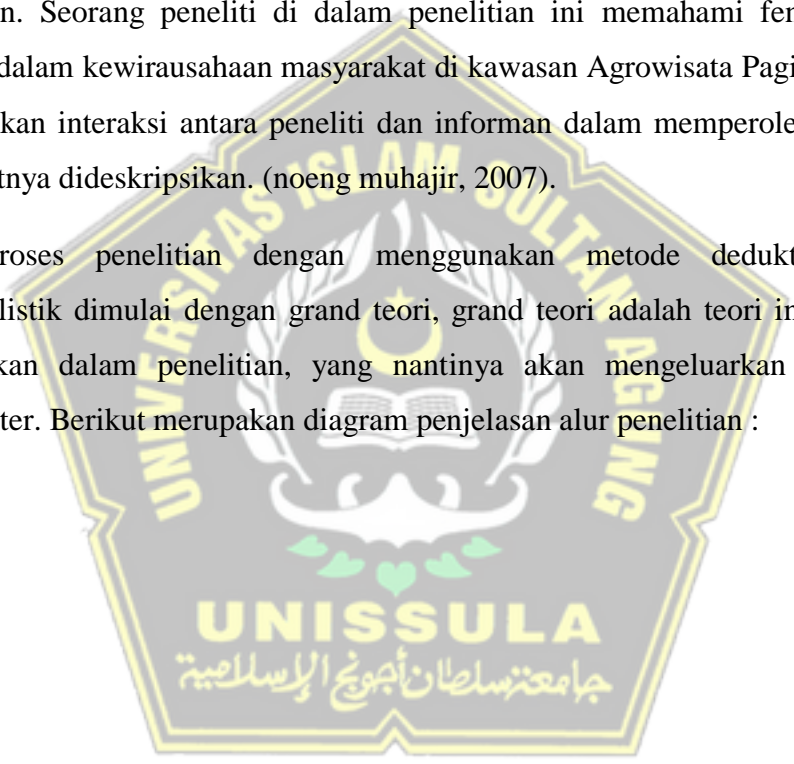 n. Seorang peneliti di dalam penelitian ini memahami fen
dalam kewirausahaan masyarakat di kawasan Agrowisata Pagi
kan interaksi antara peneliti dan informan dalam memperole
tnya dideskripsikan. (noeng muhajir, 2007).
roses penelitian dengan menggunakan metode dedukt
listik dimulai dengan grand teori, grand teori adalah teori in
kan dalam penelitian, yang nantinya akan mengeluarkan
ter. Berikut merupakan diagram penjelasan alur penelitian :
UNIVERSITAS ISLAM SULTAN AGUNG
UNISSULA
جامعة سلطان أجونج الإسلامية